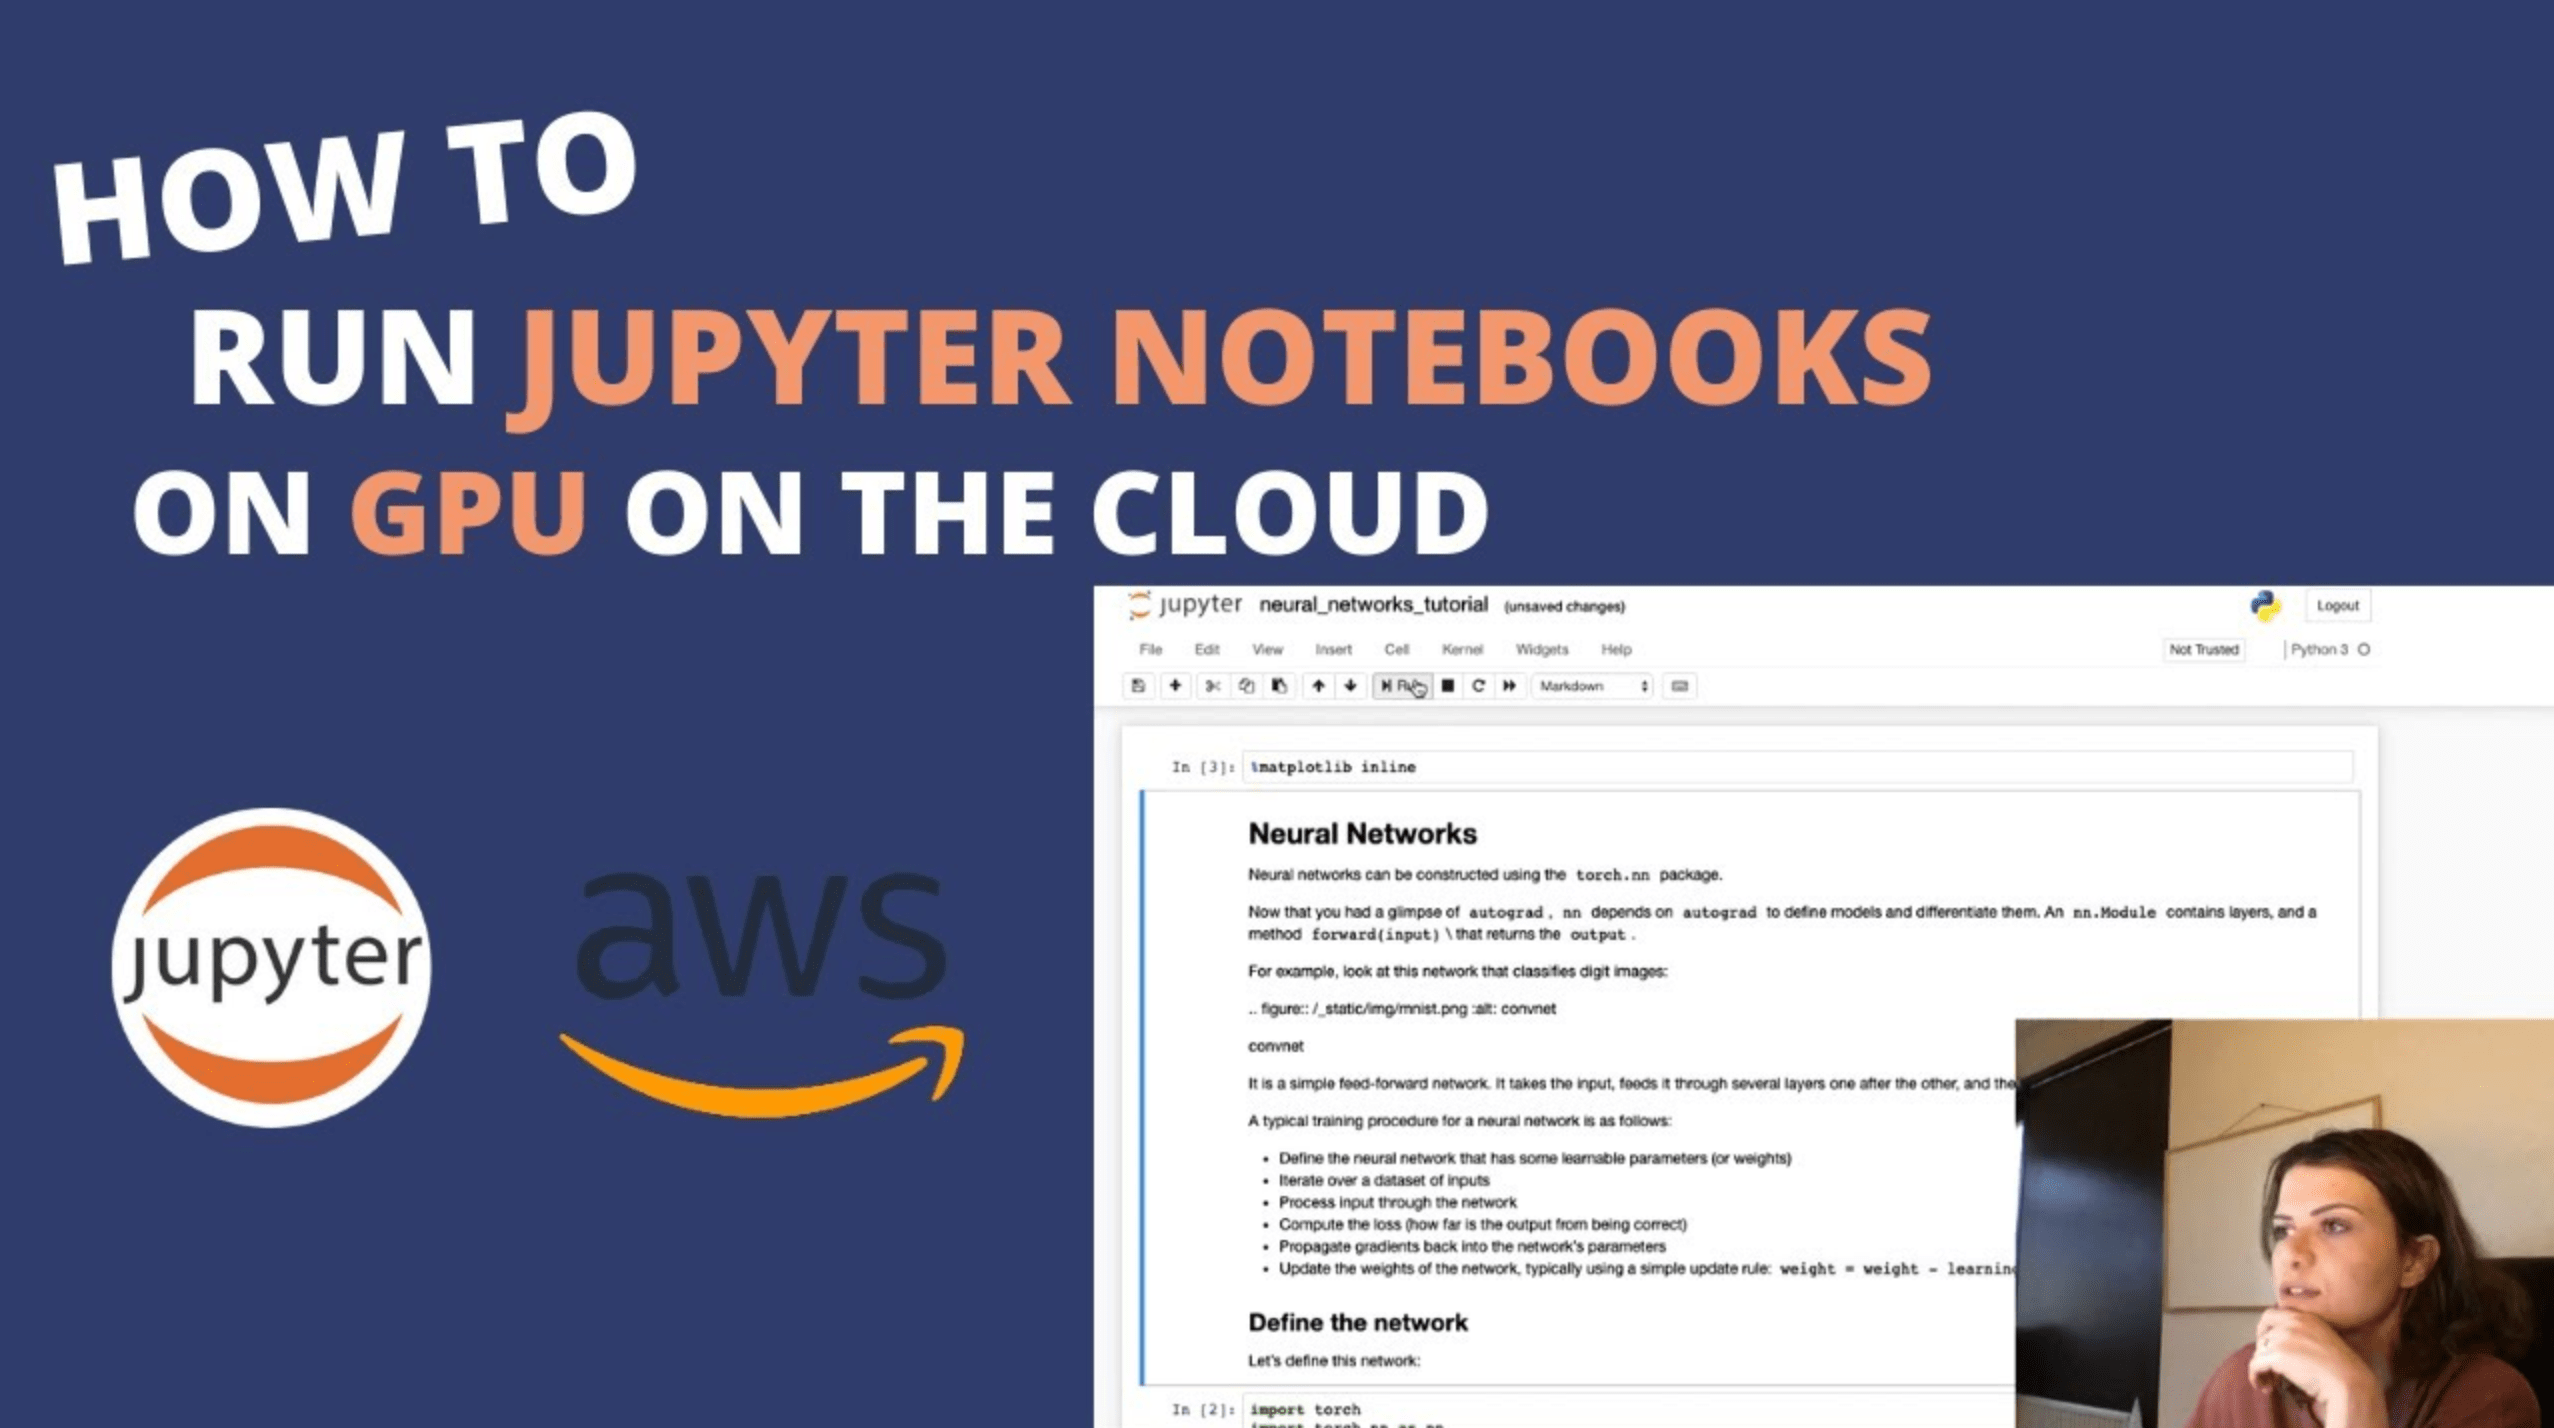 HOW TO
RUN JUPYTER NOTEBOOKS
ON GPU ON THE CLOUD
jupyter
aws
jupyter neural_networks_tutorial (unsaved changes)
Logout
File Edit View Insert Cell Kernel Widgets Help
Not Trusted
Python 3
Markdown
In [3]: %matplotlib inline
Neural Networks
Neural networks can be constructed using the torch.nn package.
Now that you had a glimpse of autograd, nn depends on autograd to define models and differentiate them. An nn.Module contains layers, and a
method forward(input) \ that returns the output.
For example, look at this network that classifies digit images:
.. figure:: /_static/img/mnist.png :alt: convnet
convnet
It is a simple feed-forward network. It takes the input, feeds it through several layers one after the other, and the
A typical training procedure for a neural network is as follows:
• Define the neural network that has some learnable parameters (or weights)
• Iterate over a dataset of inputs
• Process input through the network
• Compute the loss (how far is the output from being correct)
• Propagate gradients back into the network's parameters
• Update the weights of the network, typically using a simple update rule: weight = weight - learning
Define the network
Let's define this network:
In [2]: import torch